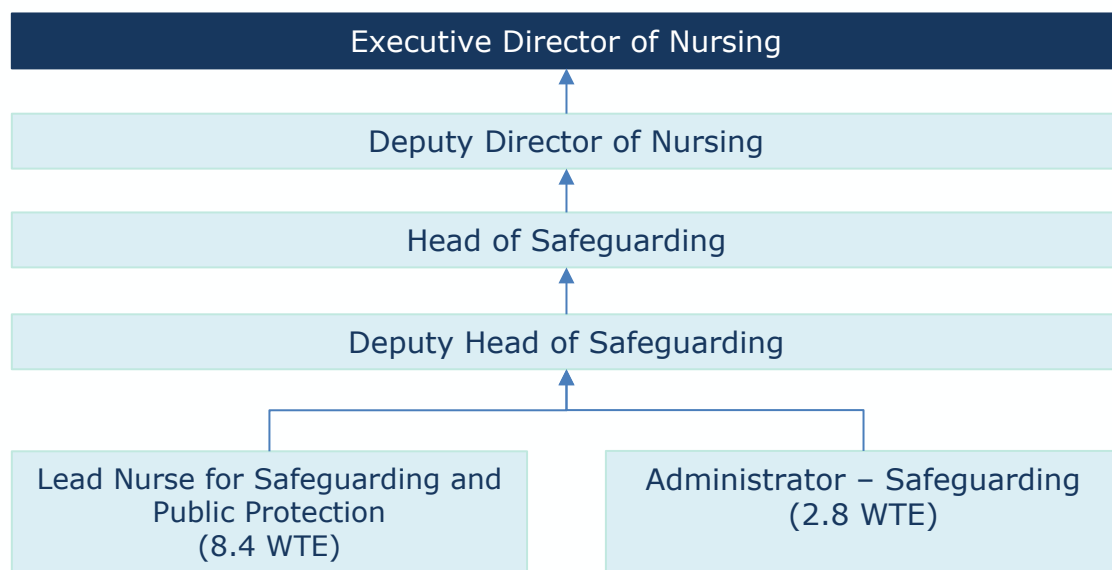 Executive Director of Nursing
Deputy Director of Nursing
Head of Safeguarding
Deputy Head of Safeguarding
Lead Nurse for Safeguarding and
Public Protection
(8.4 WTE)
Administrator – Safeguarding
(2.8 WTE)